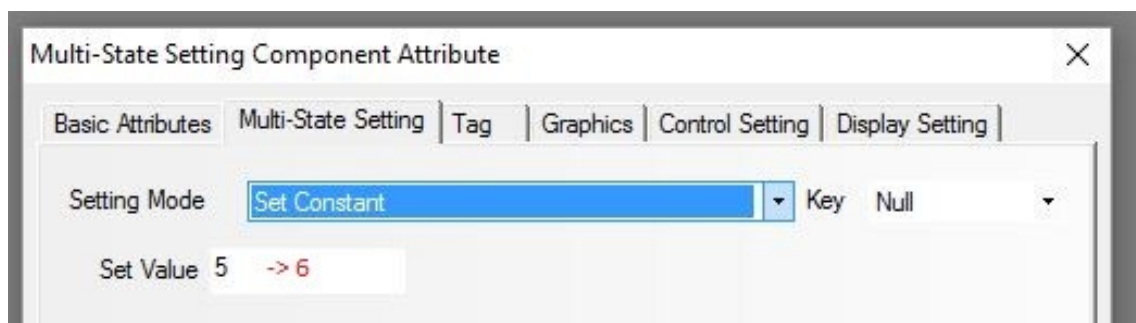 Multi-State Setting Component Attribute
Basic Attributes Multi-State Setting Tag Graphics Control Setting Display Setting
Setting Mode Set Constant Key Null
Set Value 5 -> 6